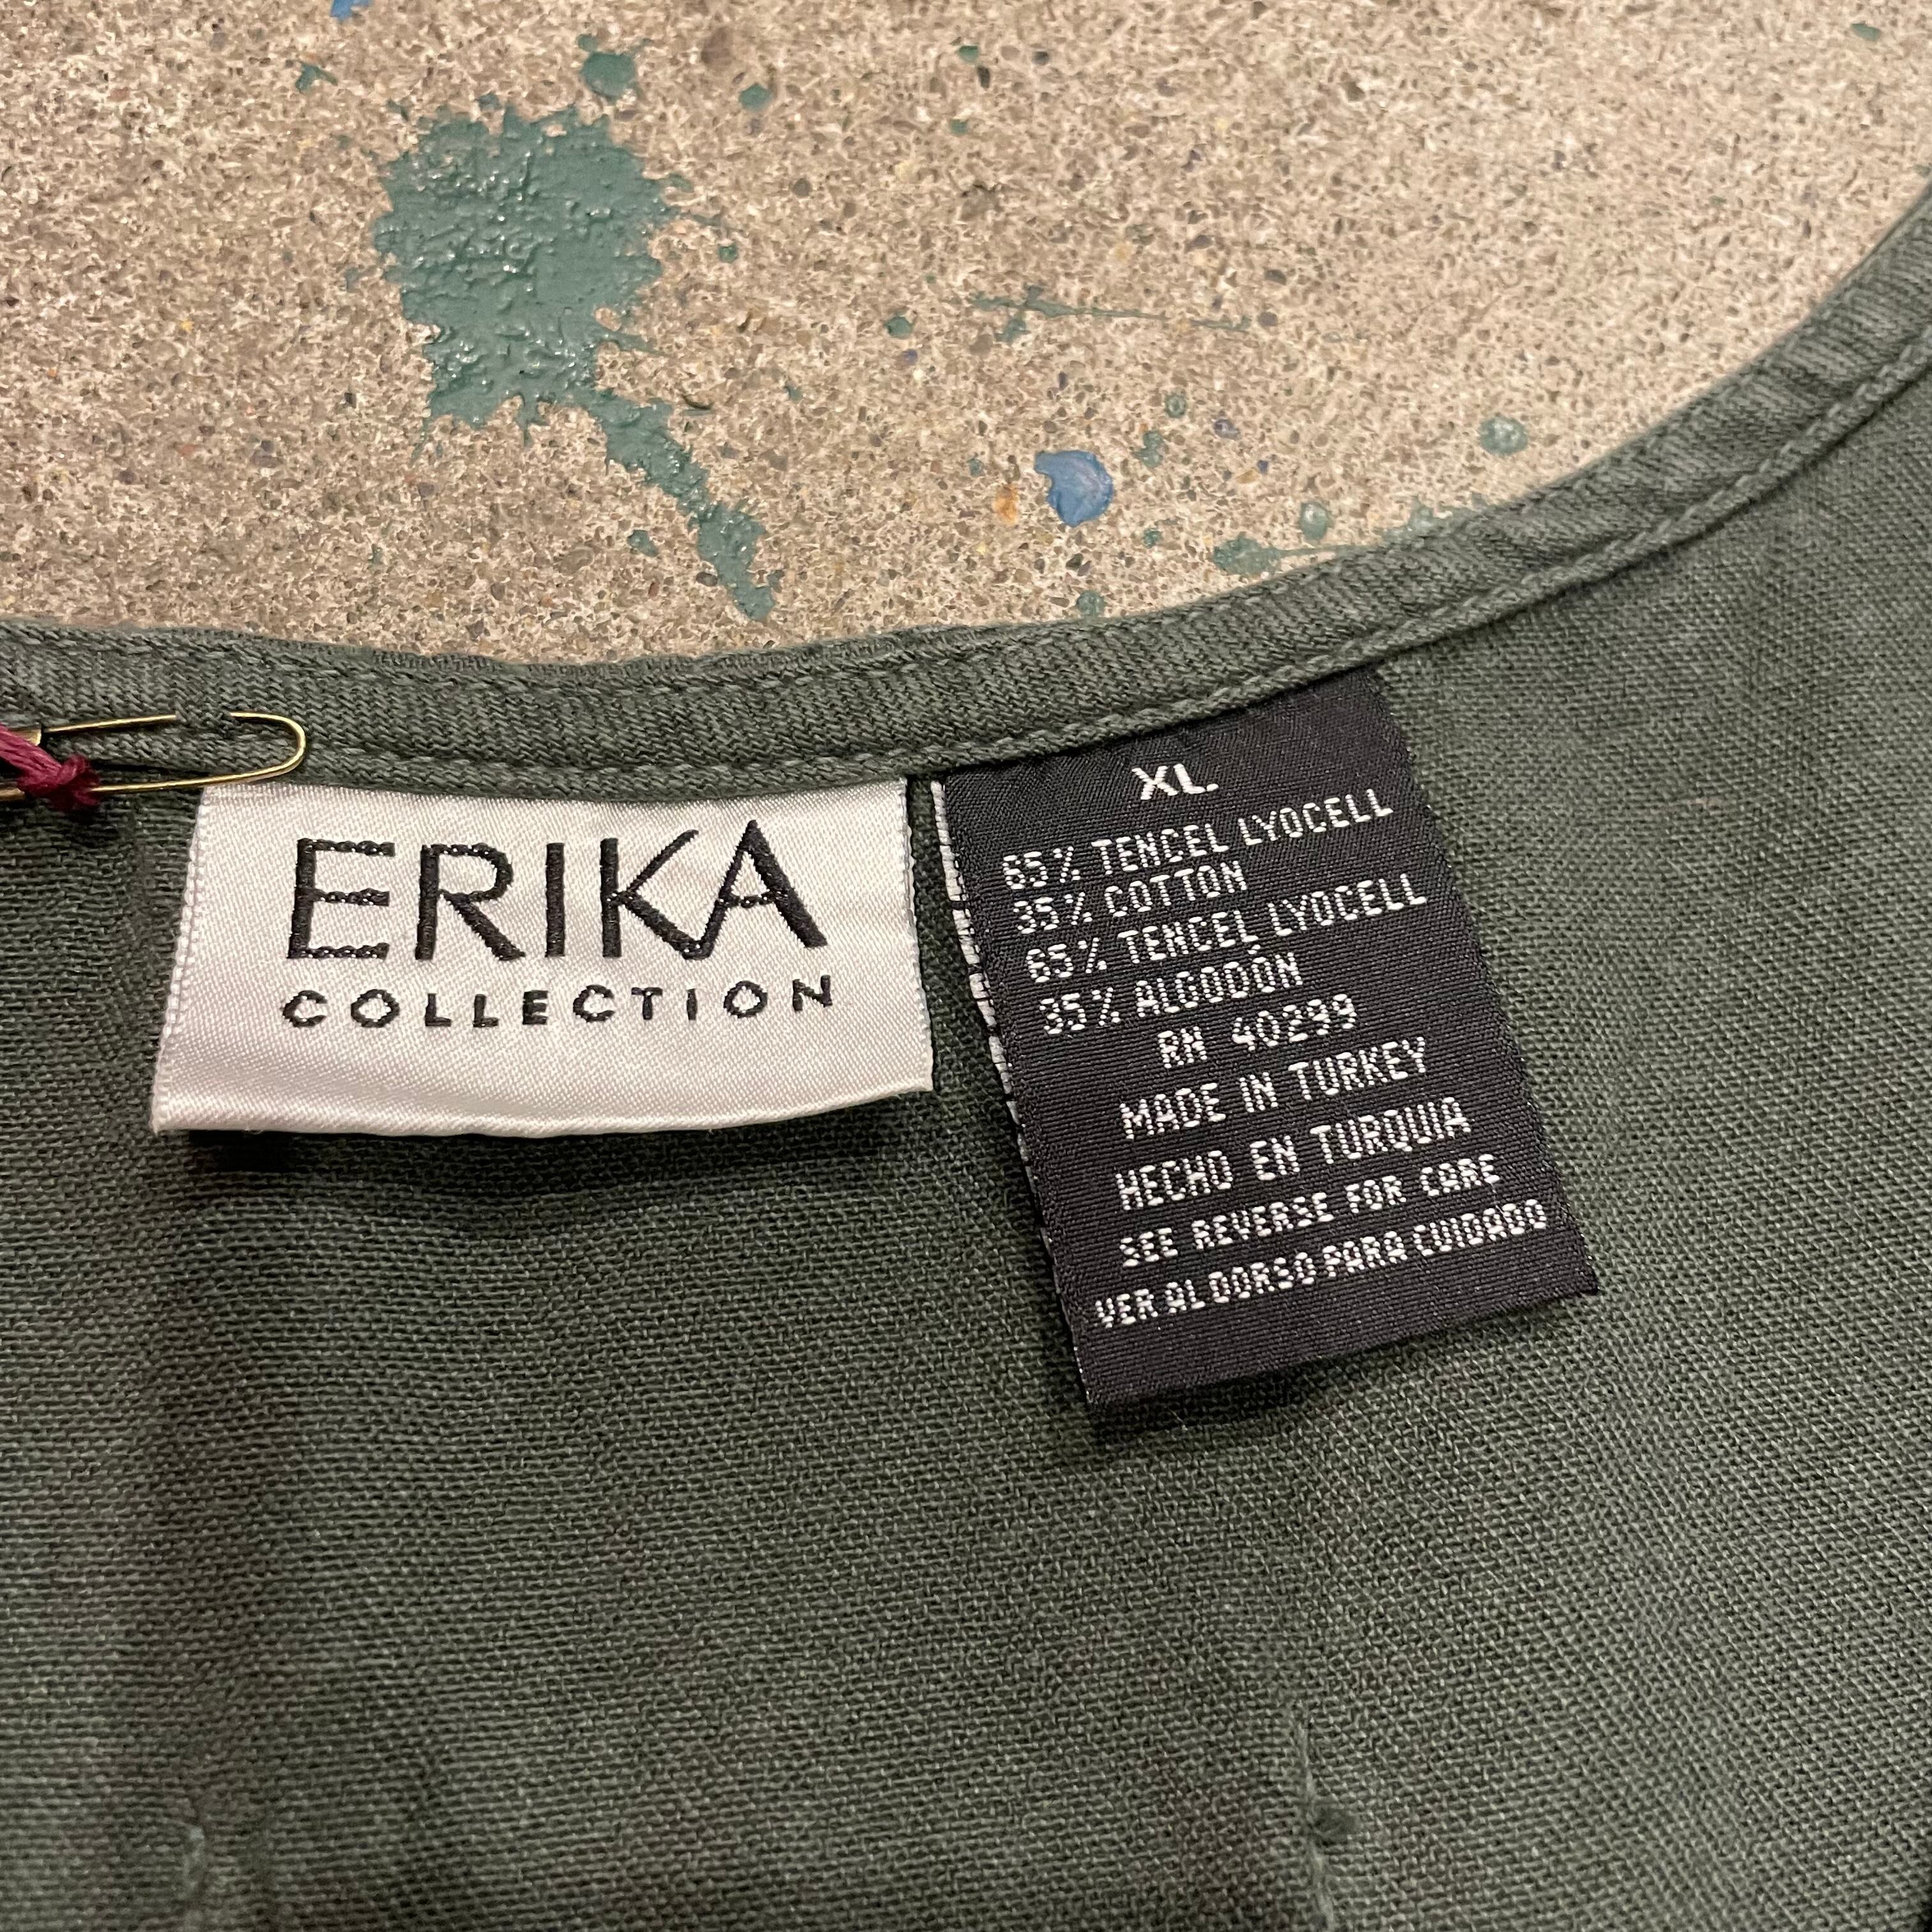 ERIKA
COLLECTION
XL
65% TENCEL LYOCELL
35% COTTON
65% TENCEL LYOCELL
35% ALGODÓN
RN 40299
MADE IN TURKEY
HECHO EN TURQUIA
SEE REVERSE FOR CARE
VER AL DORSO PARA CUIDADO